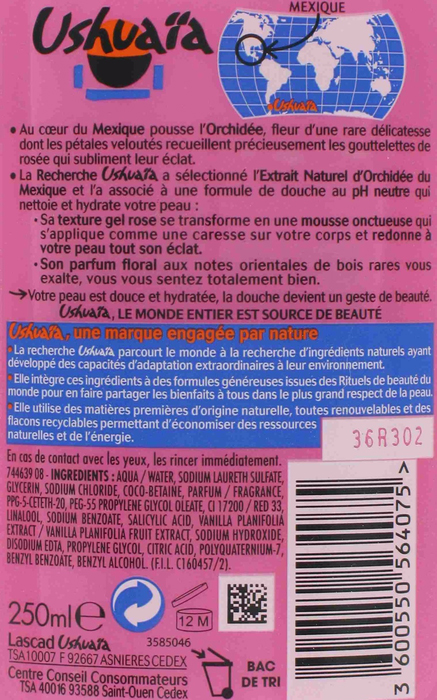 Ushuaïa
MEXIQUE
Ushuaïa
• Au cœur du Mexique pousse l'Orchidée, fleur d'une rare délicatesse
dont les pétales veloutés recueillent précieusement les gouttelettes de
rosée qui subliment leur éclat.
• La Recherche Ushuaïa a sélectionné l'Extrait Naturel d'Orchidée du
Mexique et l'a associé à une formule de douche au pH neutre qui
nettoie et hydrate votre peau :
• Sa texture gel rose se transforme en une mousse onctueuse qui
s'applique comme une caresse sur votre corps et redonne à
votre peau tout son éclat.
• Son parfum floral aux notes orientales de bois rares vous
exalte, vous vous sentez totalement bien.
→Votre peau est douce et hydratée, la douche devient un geste de beauté.
Ushuaïa, LE MONDE ENTIER EST SOURCE DE BEAUTÉ
Ushuaïa, une marque engagée par nature
• La recherche Ushuaïa parcourt le monde à la recherche d'ingrédients naturels ayant
développé des capacités d'adaptation extraordinaires à leur environnement.
• Elle intègre ces ingrédients à des formules généreuses issues des Rituels de beauté du
monde pour en faire partager les bienfaits à tous dans le plus grand respect de la peau.
• Elle utilise des matières premières d'origine naturelle, toutes renouvelables et des
flacons recyclables permettant d'économiser des ressources
naturelles et de l'énergie.
36R302
En cas de contact avec les yeux, les rincer immédiatement.
744639 08 - INGREDIENTS : AQUA / WATER, SODIUM LAURETH SULFATE,
GLYCERIN, SODIUM CHLORIDE, COCO-BETAINE, PARFUM / FRAGRANCE,
PPG-5-CETETH-20, PEG-55 PROPYLENE GLYCOL OLEATE, CI 17200 / RED 33,
LINALOOL, SODIUM BENZOATE, SALICYLIC ACID, VANILLA PLANIFOLIA
EXTRACT / VANILLA PLANIFOLIA FRUIT EXTRACT, SODIUM HYDROXIDE,
DISODIUM EDTA, PROPYLENE GLYCOL, CITRIC ACID, POLYQUATERNIUM-7,
BENZYL BENZOATE, BENZYL ALCOHOL (F.I.L. C160457/2).
250ml e
12 M
3585046
Lascad Ushuaïa
TSA 10007 F 92667 ASNIERES CEDEX
Centre Conseil Consommateurs
TSA 40016 93588 Saint-Ouen Cedex
BAC
DE TRI
3 600550 564075 >